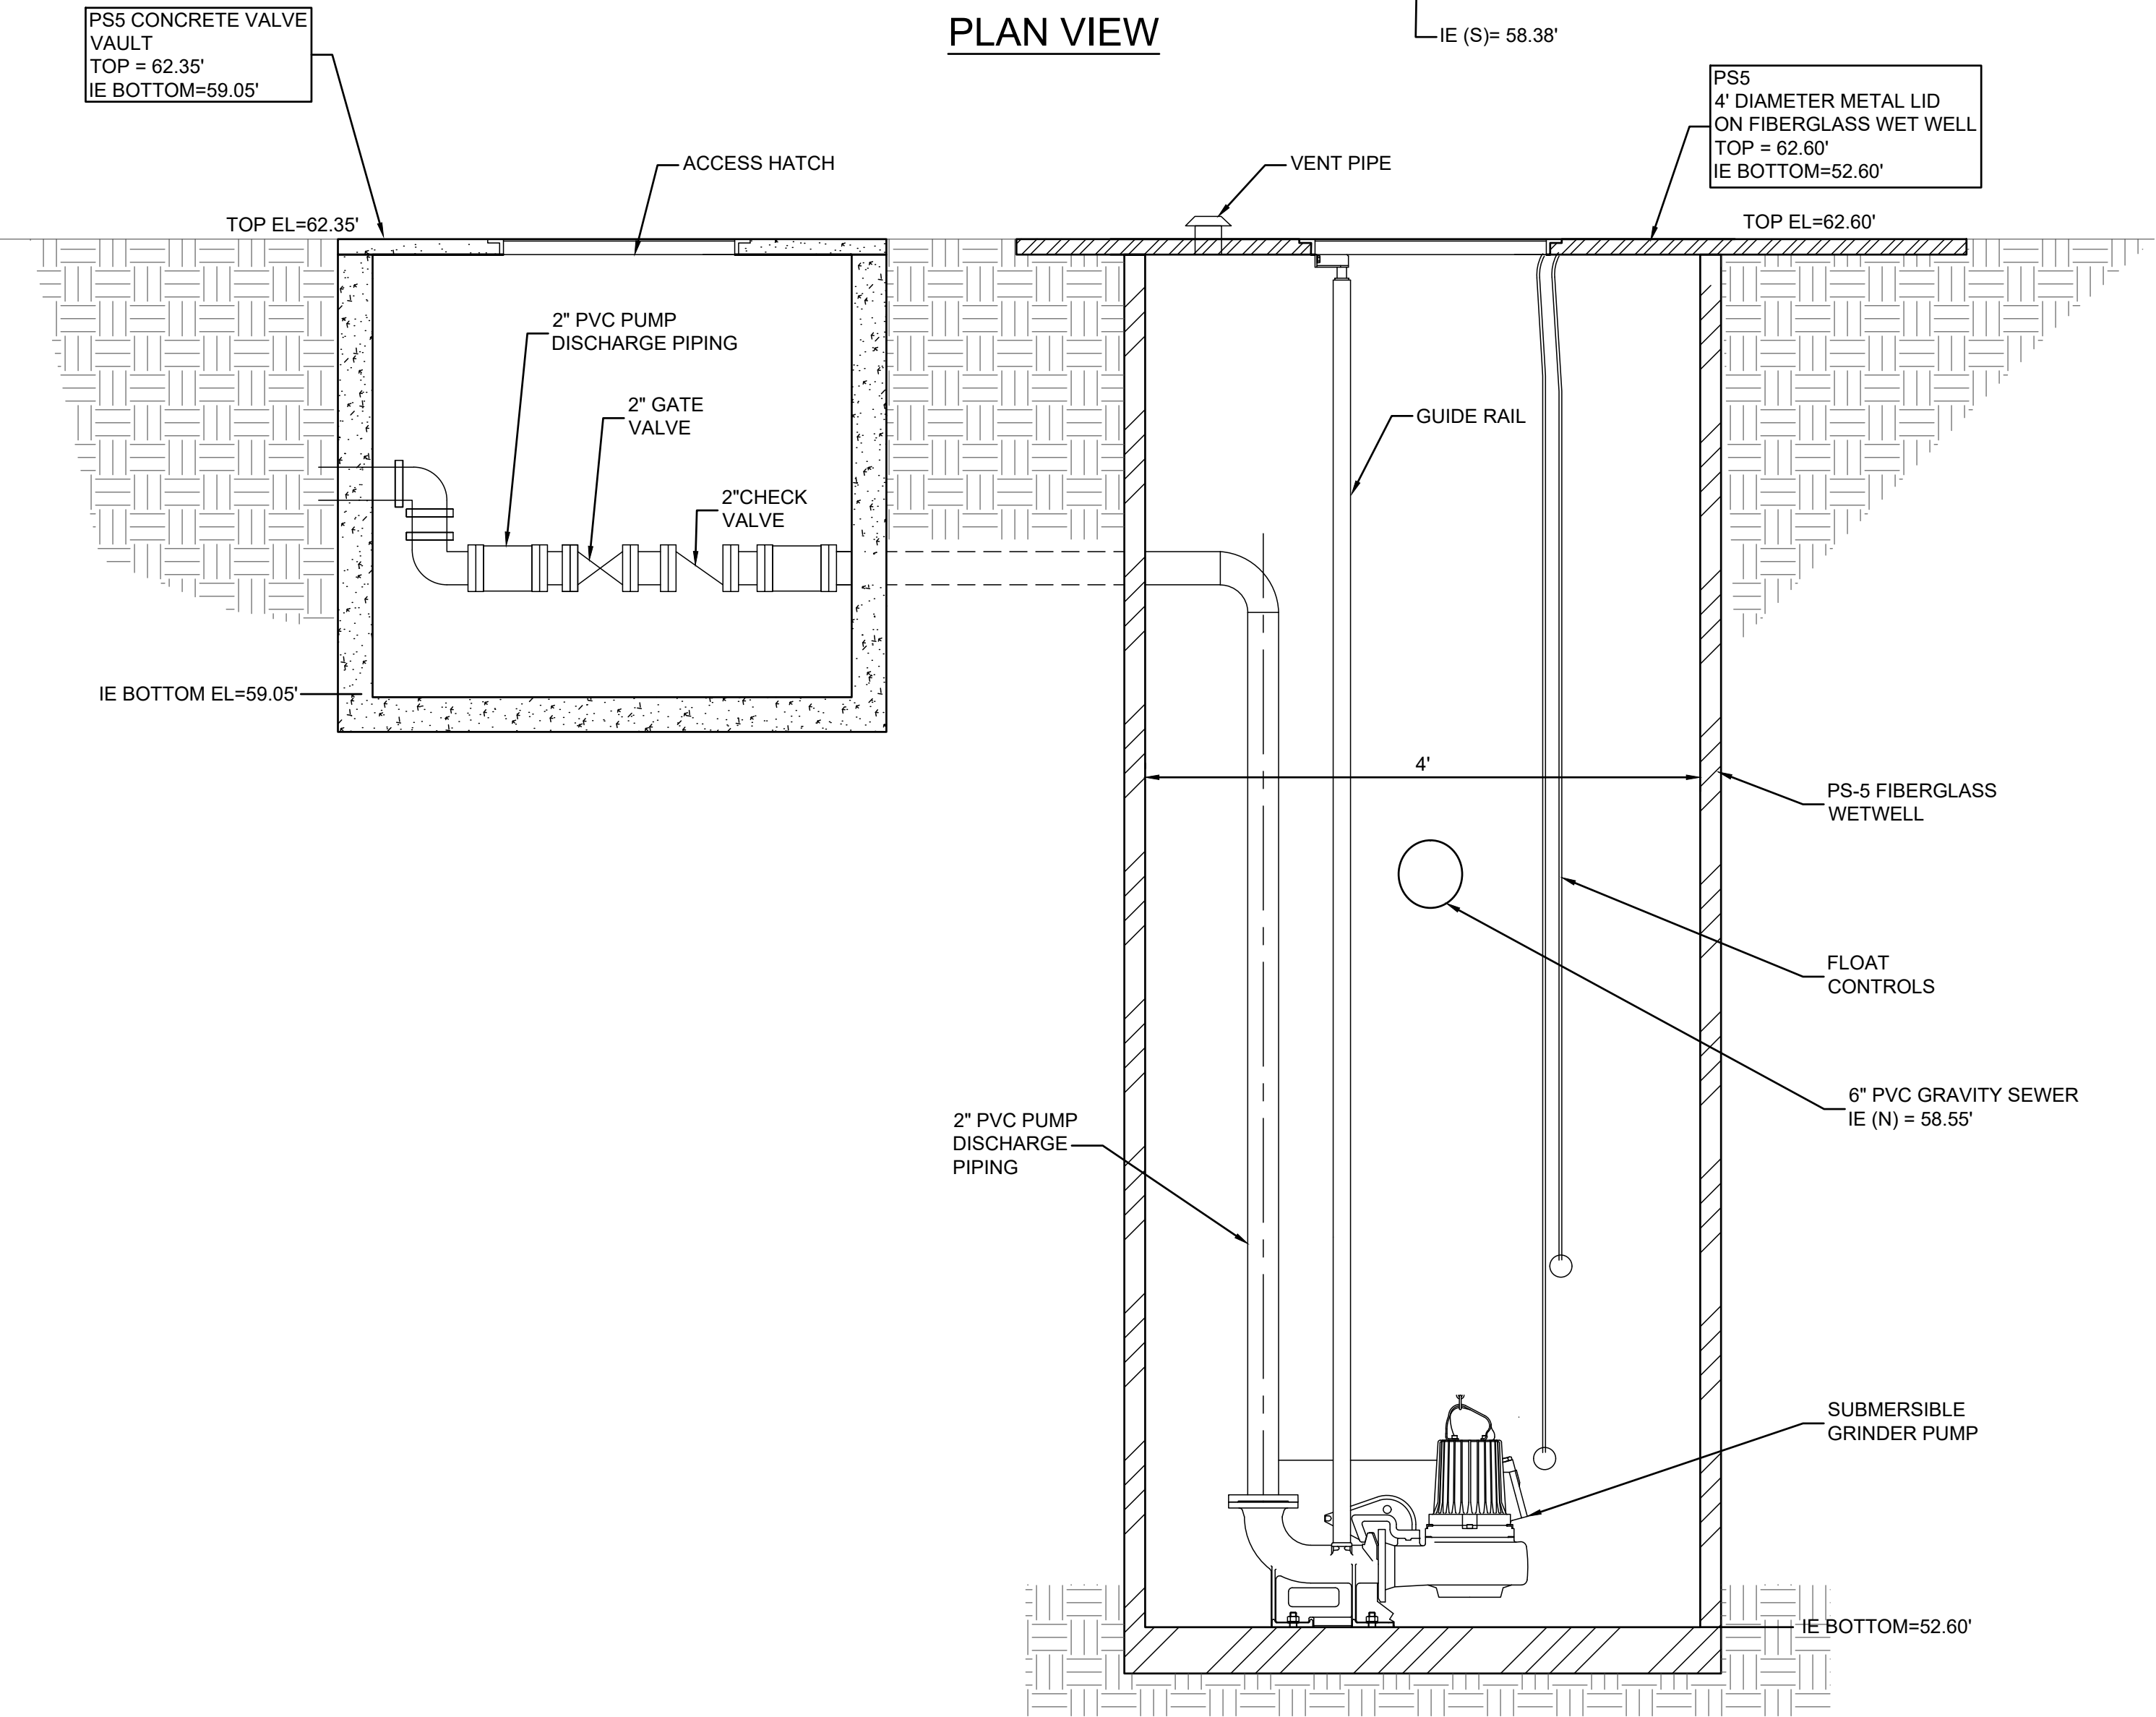 PS5 CONCRETE VALVE
VAULT
TOP = 62.35'
IE BOTTOM=59.05'
PLAN VIEW
IE (S)= 58.38'
PS5
4' DIAMETER METAL LID
ON FIBERGLASS WET WELL
TOP = 62.60'
IE BOTTOM=52.60'
ACCESS HATCH
VENT PIPE
TOP EL=62.35'
TOP EL=62.60'
2" PVC PUMP
DISCHARGE PIPING
2" GATE
VALVE
GUIDE RAIL
2"CHECK
VALVE
IE BOTTOM EL=59.05'
4'
PS-5 FIBERGLASS
WETWELL
FLOAT
CONTROLS
6" PVC GRAVITY SEWER
IE (N) = 58.55'
2" PVC PUMP
DISCHARGE
PIPING
SUBMERSIBLE
GRINDER PUMP
IE BOTTOM=52.60'